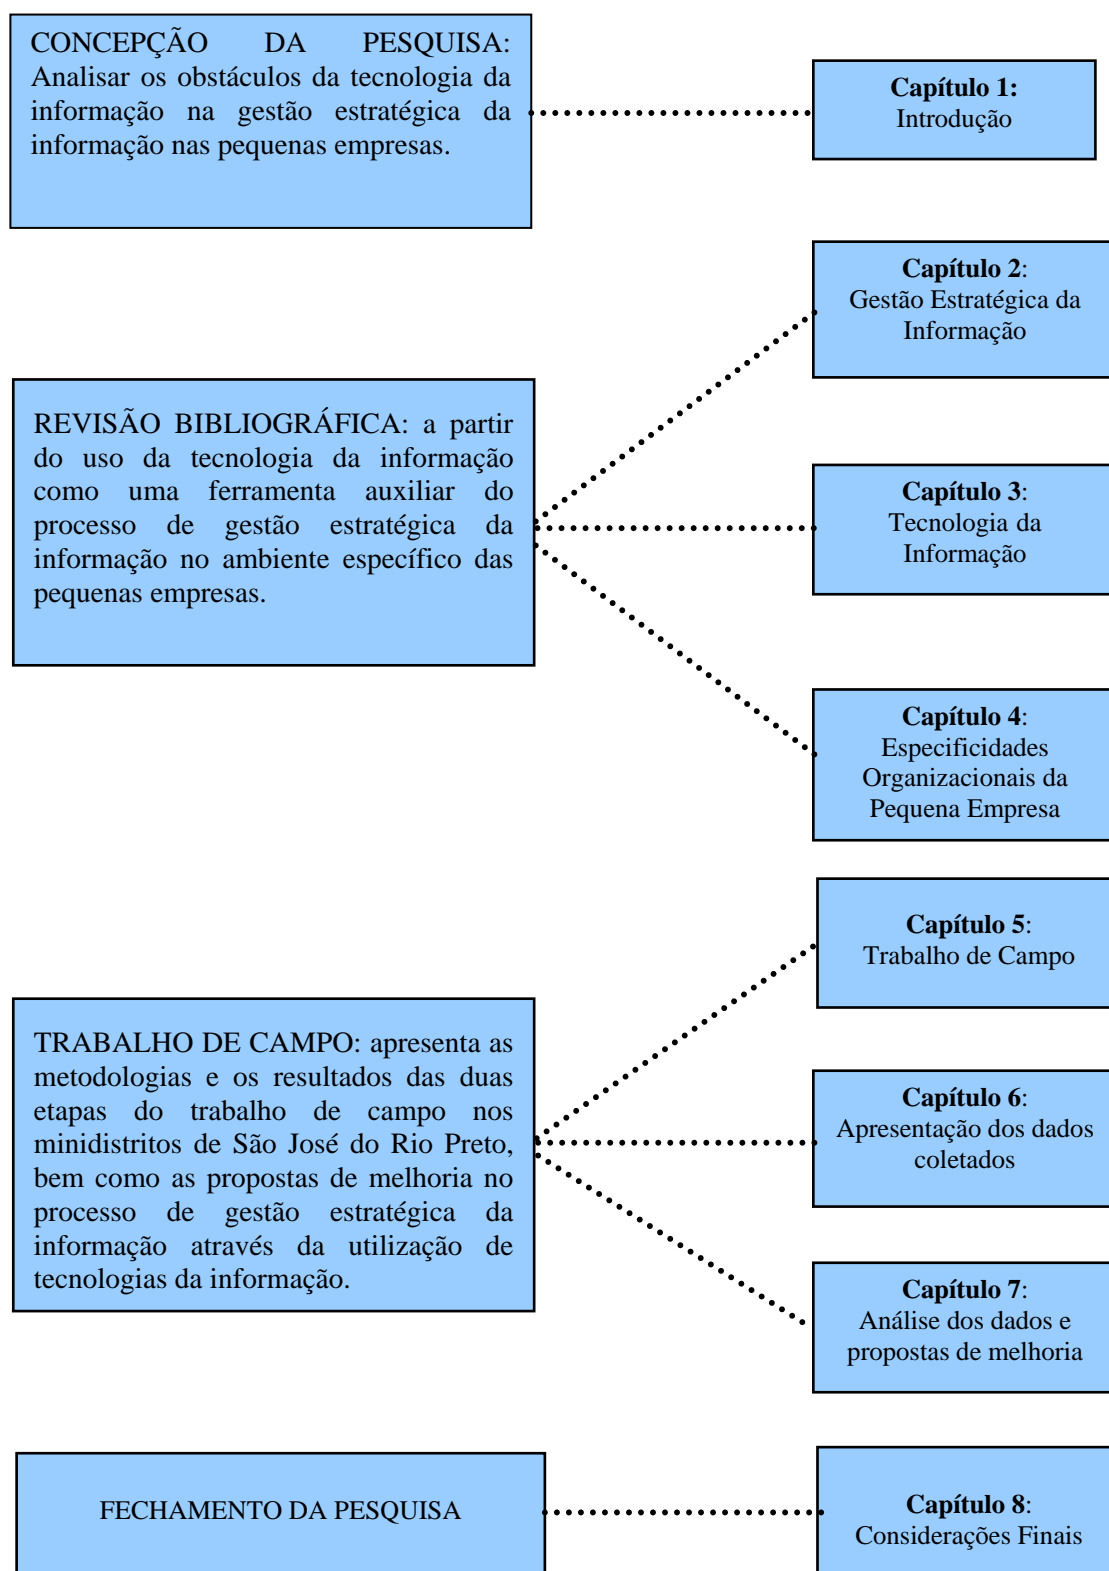 CONCEPÇÃO DA PESQUISA:
Analisar os obstáculos da tecnologia da
informação na gestão estratégica da
informação nas pequenas empresas.
Capítulo 1:
Introdução
Capítulo 2:
Gestão Estratégica da
Informação
REVISÃO BIBLIOGRÁFICA: a partir
do uso da tecnologia da informação
como uma ferramenta auxiliar do
processo de gestão estratégica da
informação no ambiente específico das
pequenas empresas.
Capítulo 3:
Tecnologia da
Informação
Capítulo 4:
Especificidades
Organizacionais da
Pequena Empresa
Capítulo 5:
Trabalho de Campo
TRABALHO DE CAMPO: apresenta as
metodologias e os resultados das duas
etapas do trabalho de campo nos
minidistritos de São José do Rio Preto,
bem como as propostas de melhoria no
processo de gestão estratégica da
informação através da utilização de
tecnologias da informação.
Capítulo 6:
Apresentação dos dados
coletados
Capítulo 7:
Análise dos dados e
propostas de melhoria
FECHAMENTO DA PESQUISA
Capítulo 8:
Considerações Finais